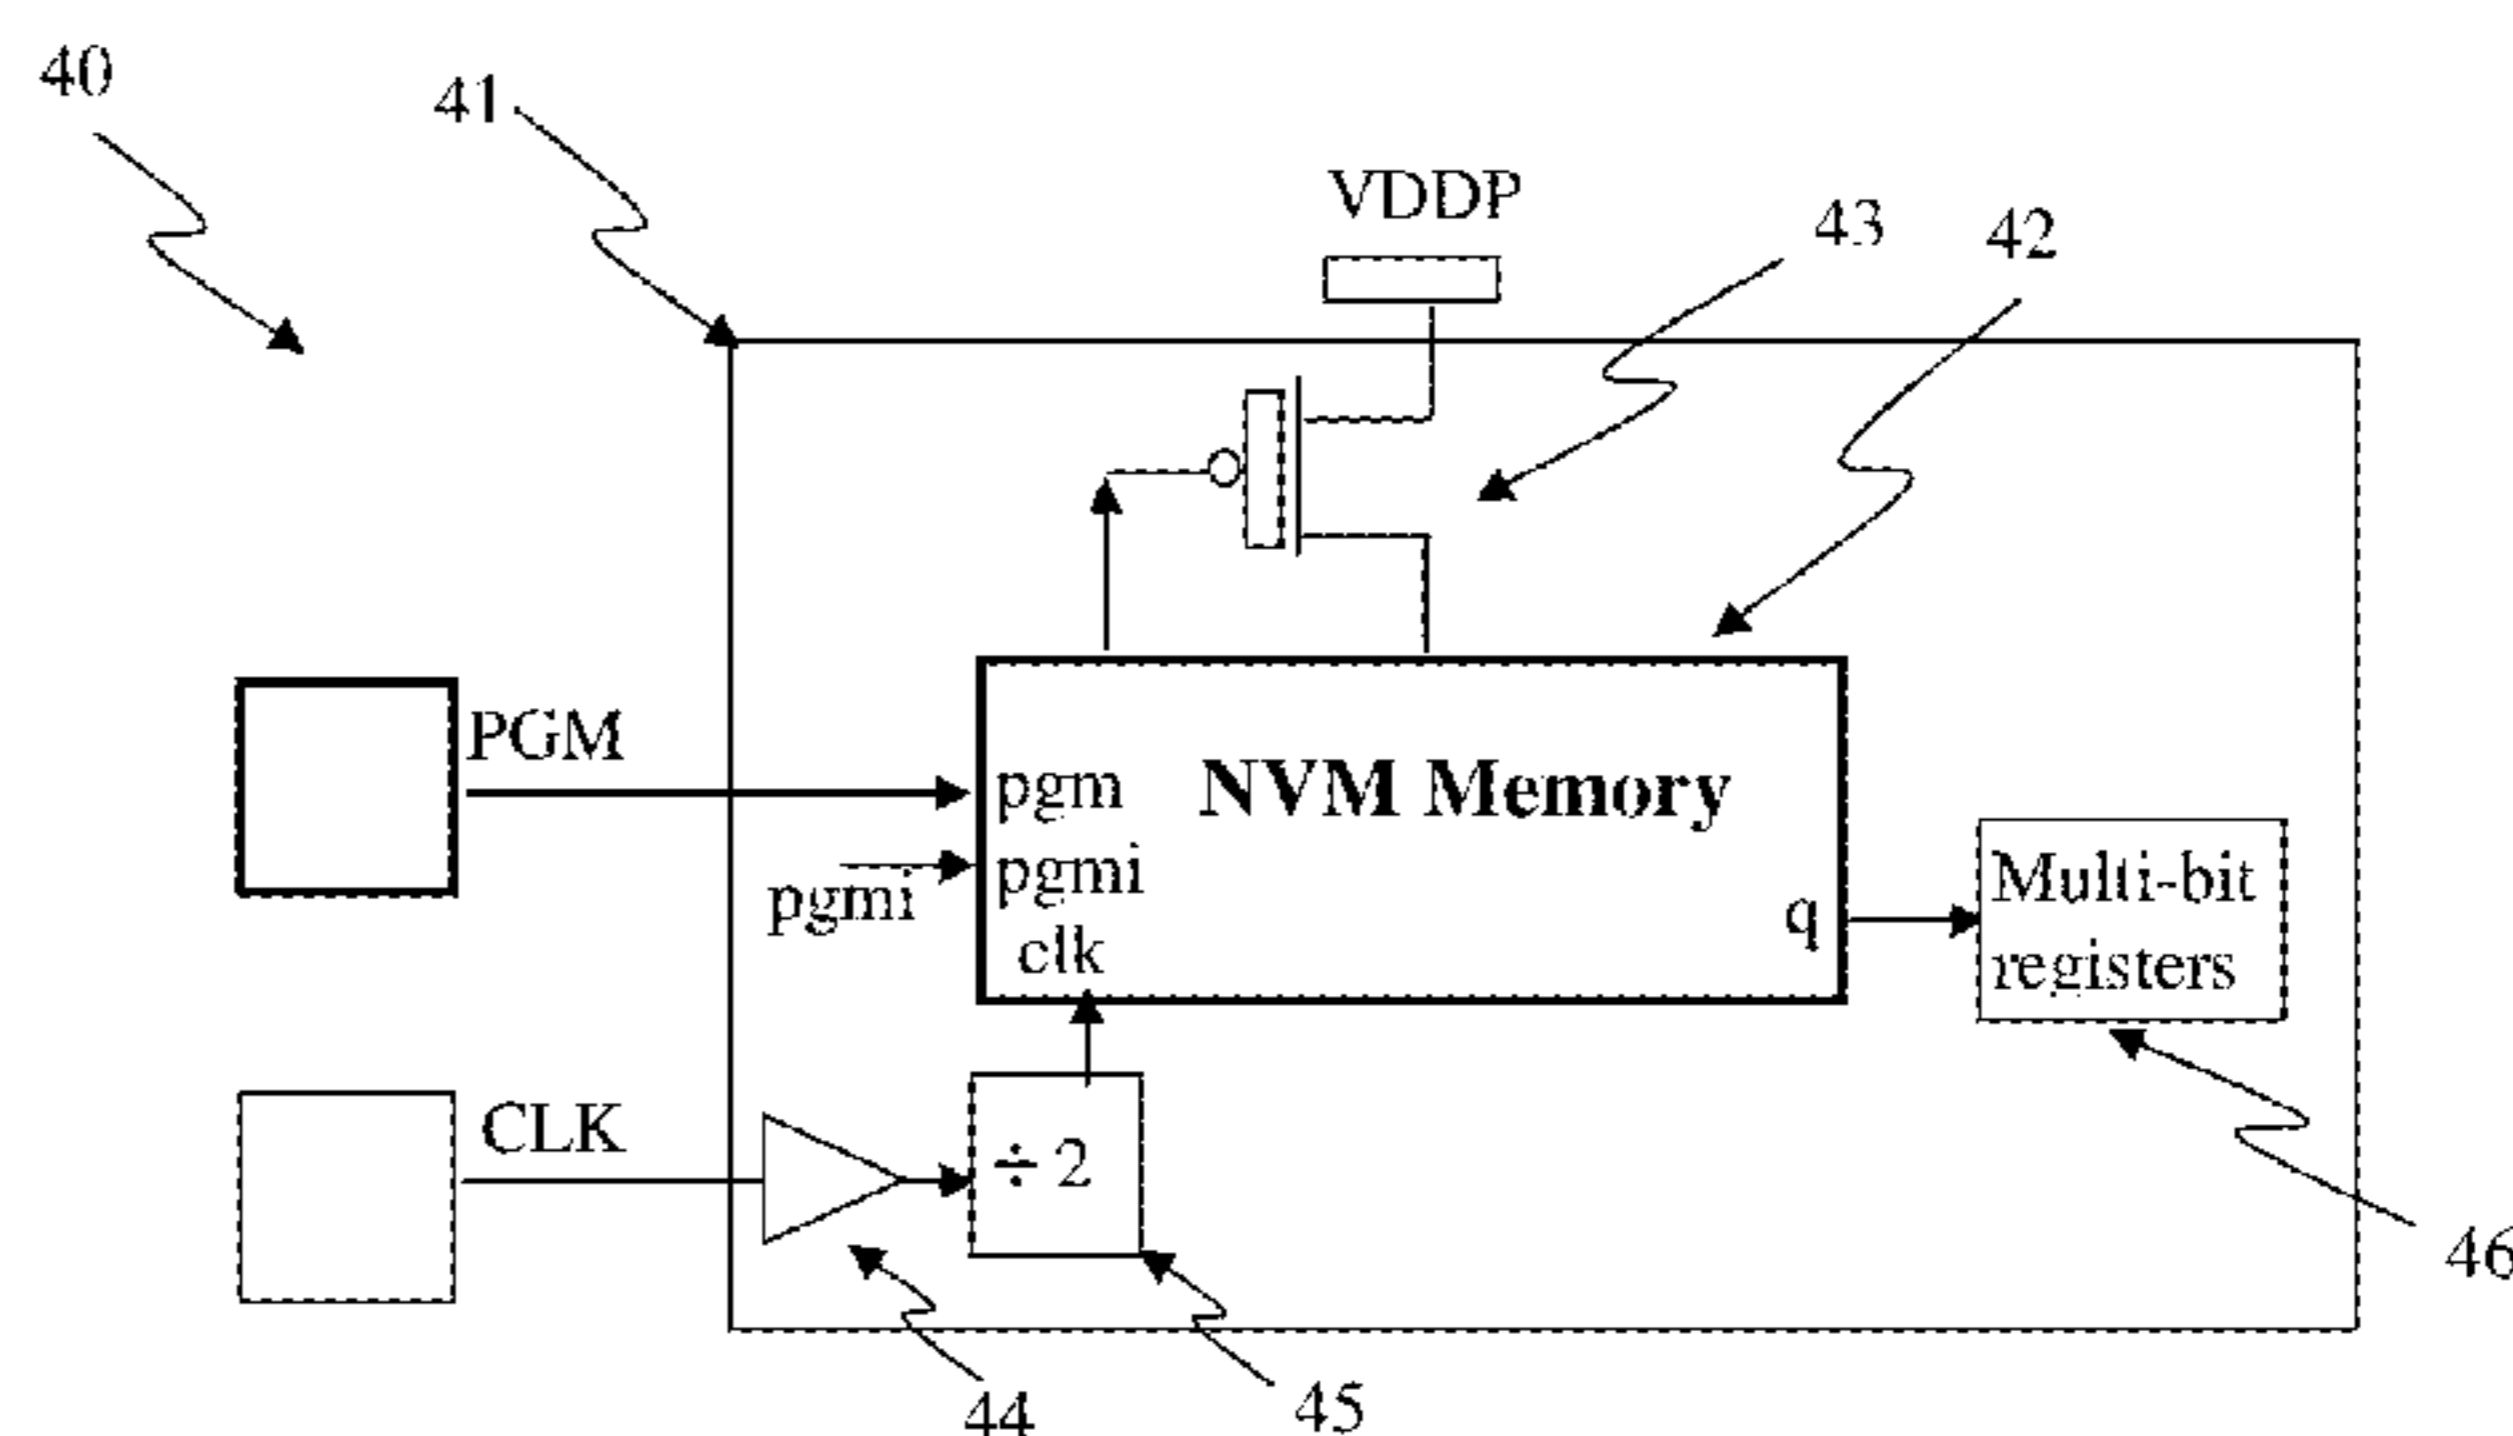 40
41
VDDP
43
42
PGM
pgm
NVM Memory
pgmi
pgmi
clk
q
Multi-bit
registers
CLK
÷ 2
46
44
45